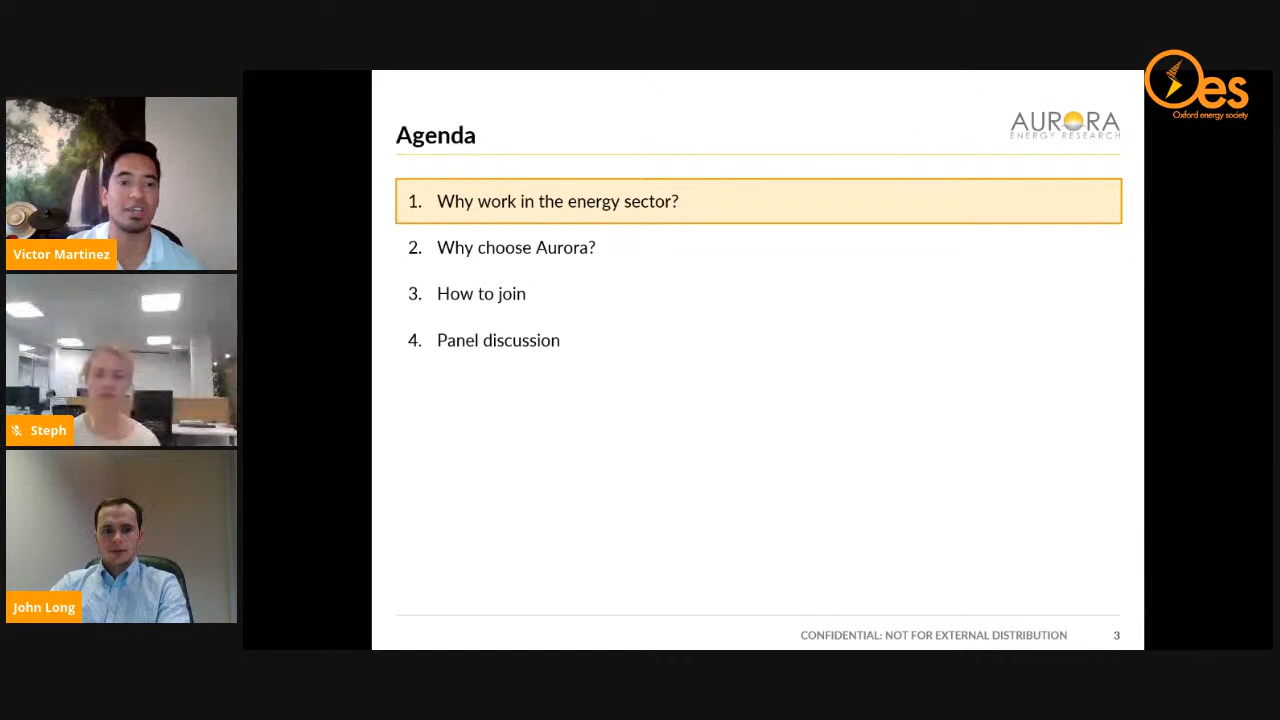 Oes
Oxford energy society
AURORA
ENERGY RESEARCH
Agenda
1. Why work in the energy sector?
2. Why choose Aurora?
3. How to join
4. Panel discussion
Victor Martinez
Steph
John Long
CONFIDENTIAL: NOT FOR EXTERNAL DISTRIBUTION 3